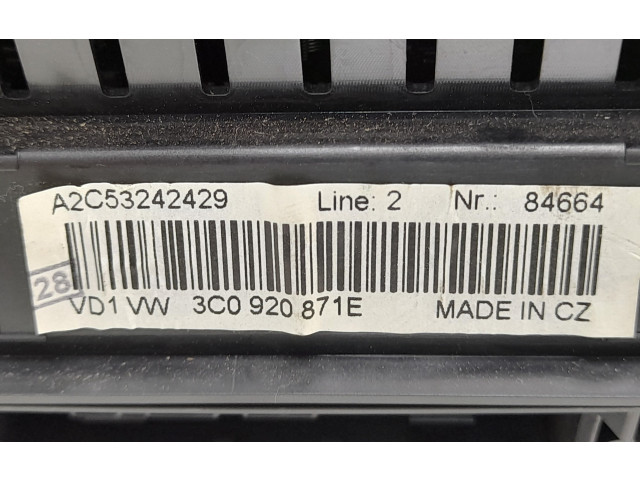 A2C53242429 Line: 2 Nr.: 84664
28
VD1 VW 3C0 920 871E MADE IN CZ